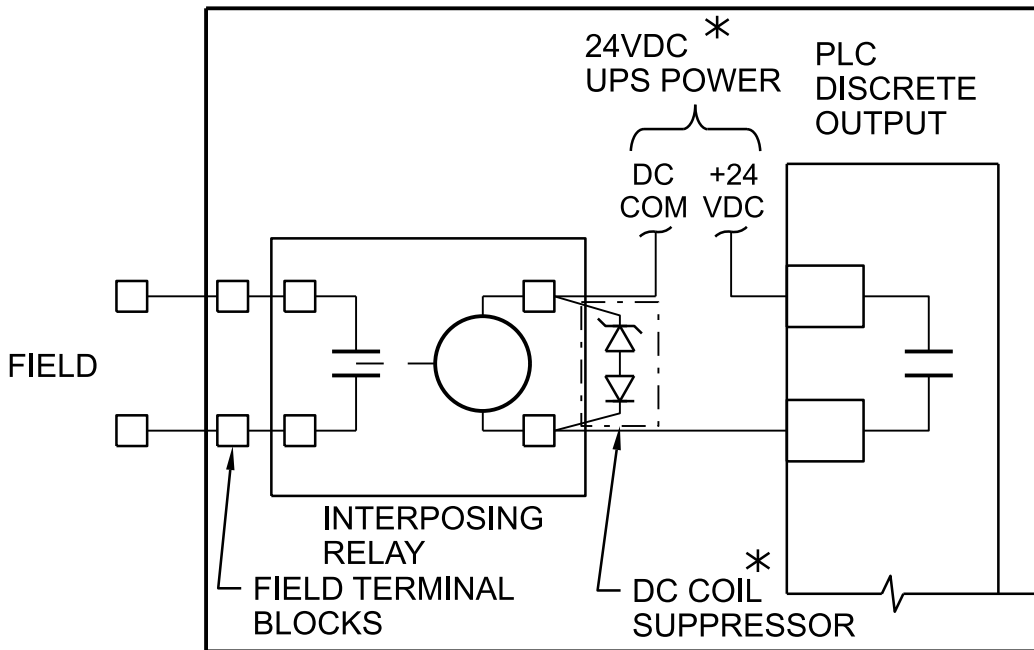 24VDC *
UPS POWER
PLC
DISCRETE
OUTPUT
DC
COM
+24
VDC
FIELD
INTERPOSING
RELAY
FIELD TERMINAL
BLOCKS
DC COIL *
SUPPRESSOR